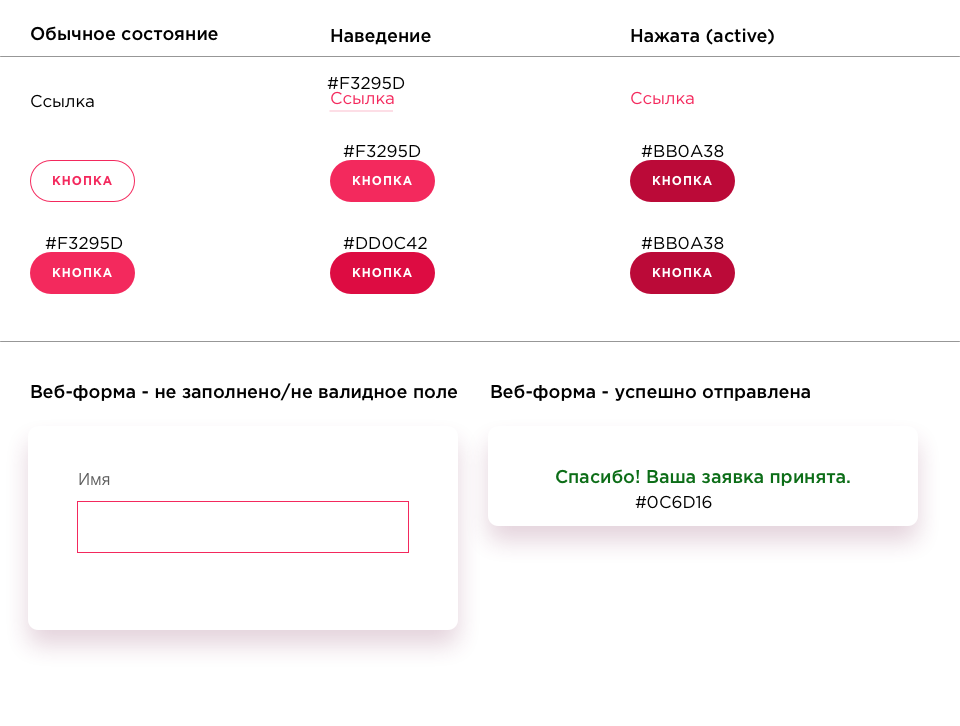 Обычное состояние
Наведение
Нажата (active)
#F3295D
Ссылка
Ссылка
Ссылка
#F3295D
#BB0A38
КНОПКА
КНОПКА
КНОПКА
#F3295D
#DD0C42
#BB0A38
КНОПКА
КНОПКА
КНОПКА
Веб-форма - не заполнено/не валидное поле
Веб-форма - успешно отправлена
Имя
Спасибо! Ваша заявка принята.
#0C6D16